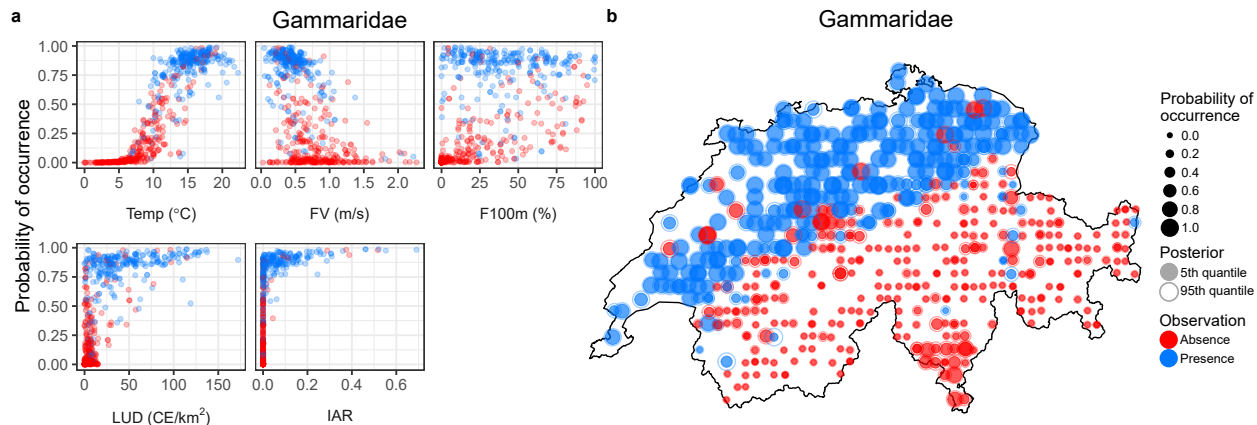 a
Gammaridae
Probability of occurrence
1.00
0.75
0.50
0.25
0.00
0 5 10 15 20
0.0 0.5 1.0 1.5 2.0
0 25 50 75 100
Temp (°C)
FV (m/s)
F100m (%)
1.00
0.75
0.50
0.25
0.00
0 50 100 150
0.0 0.2 0.4 0.6
LUD (CE/km²)
IAR
b
Gammaridae
Probability of
occurrence
0.0
0.2
0.4
0.6
0.8
1.0
Posterior
5th quantile
95th quantile
Observation
Absence
Presence